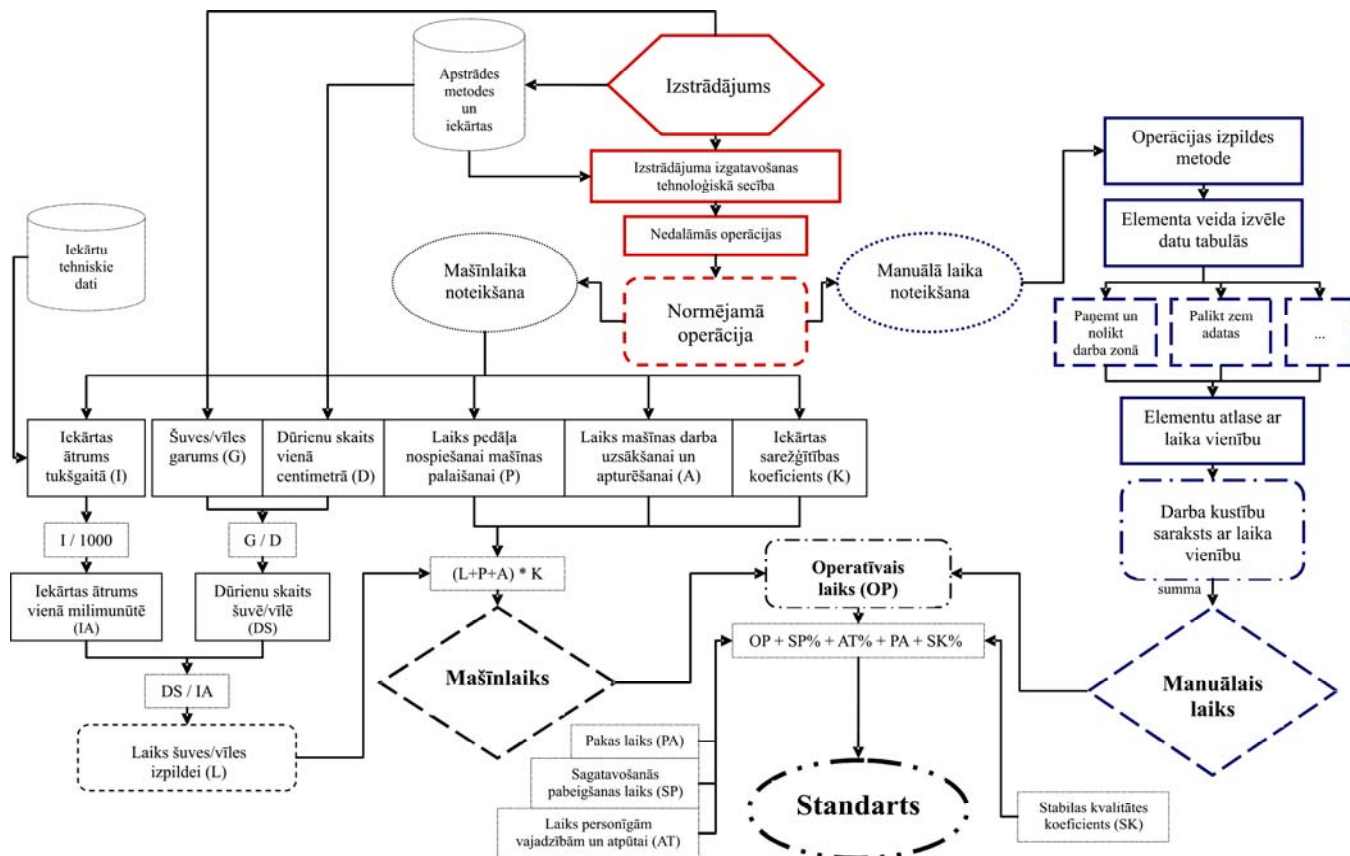 Apstrādes
metodes
un
iekārtas
Izstrādājums
Izstrādājuma izgatavošanas
tehnoloģiskā secība
Nedalāmās operācijas
Normējamā
operācija
Iekārtu
tehniskie
dati
Mašīnlaika
noteikšana
Manuālā laika
noteikšana
Operācijas izpildes
metode
Elementa veida izvēle
datu tabulās
Paņemt un
nolikt
darba zonā
Palikt zem
adatas
...
Elementu atlase ar
laika vienību
Darba kustību
saraksts ar laika
vienību
summa
Manuālais
laiks
Iekārtas
ātrums
tukšgaitā (I)
Šuves/vīles
garums (G)
Dūrienu skaits
vienā
centimetrā (D)
Laiks pedāļa
nospiešanai mašīnas
palaišanai (P)
Laiks mašīnas darba
uzsākšanai un
apturēšanai (A)
Iekārtas
sarežģītības
koeficients (K)
I / 1000
G / D
(L+P+A) * K
Iekārtas ātrums
vienā milimunūtē
(IA)
Dūrienu skaits
šuvē/vīlē
(DS)
DS / IA
Laiks šuves/vīles
izpildei (L)
Mašīnlaiks
Operatīvais
laiks (OP)
OP + SP% + AT% + PA + SK%
Pakas laiks (PA)
Sagatavošanās
pabeigšanas laiks (SP)
Laiks personīgām
vajadzībām un atpūtai (AT)
Standarts
Stabilas kvalitātes
koeficients (SK)